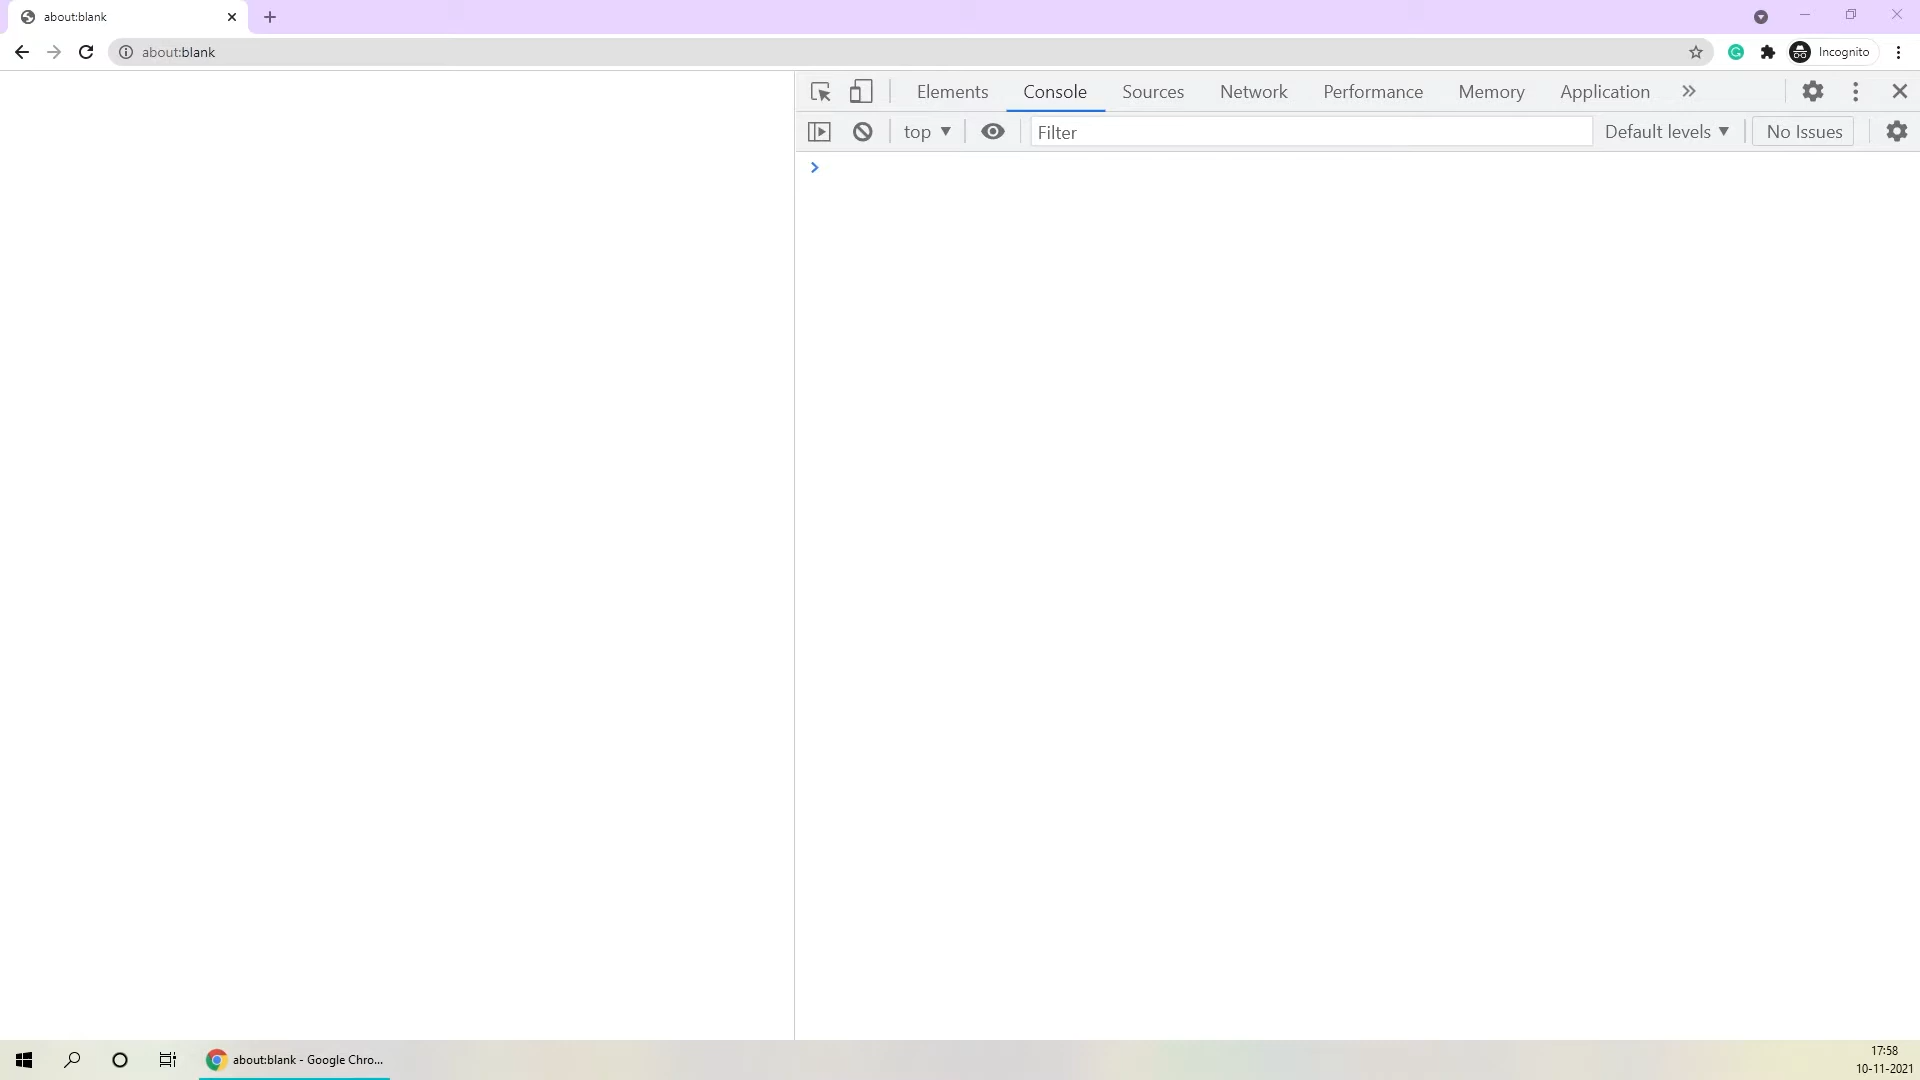 about:blank
about:blank
Incognito
Elements Console Sources Network Performance Memory Application
top Filter Default levels No Issues
about:blank - Google Chro...
17:58
10-11-2021